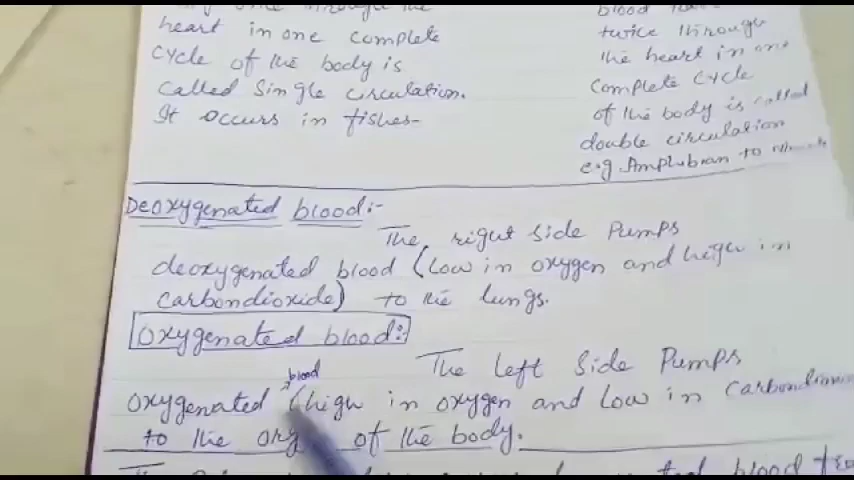 heart in one complete
cycle of the body is
called single circulation.
It occurs in fishes-
blood
twice through
the heart in one
complete cycle
of the body is called
double circulation
e.g. Amphibian to
Deoxygenated blood:-
The right side Pumps
deoxygenated blood (low in oxygen and high in
carbondioxide) to the lungs.
Oxygenated blood:-
The left side Pumps
blood
oxygenated (high in oxygen and low in
to the of the body.
blood